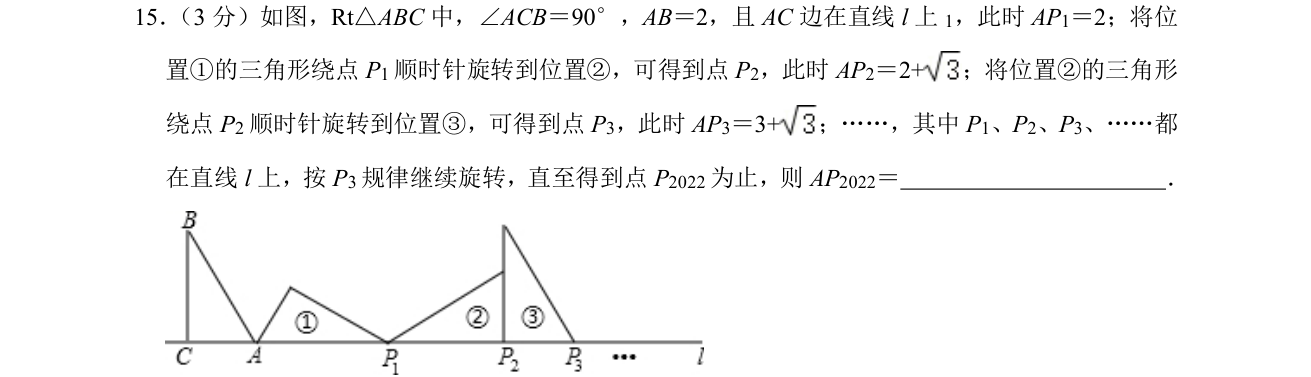 15.(3 分)如图,Rt△ABC 中,∠ACB=90°,AB=2,且 AC 边在直线 l 上 1,此时 AP1=2;将位
置①的三角形绕点 P1 顺时针旋转到位置②,可得到点 P2,此时 AP2=2+√3;将位置②的三角形
绕点 P2 顺时针旋转到位置③,可得到点 P3,此时 AP3=3+√3;……,其中 P1、P2、P3、……都
在直线 l 上,按 P3 规律继续旋转,直至得到点 P2022 为止,则 AP2022=______.
B
① ② ③
C A P1 P2 P3 … l